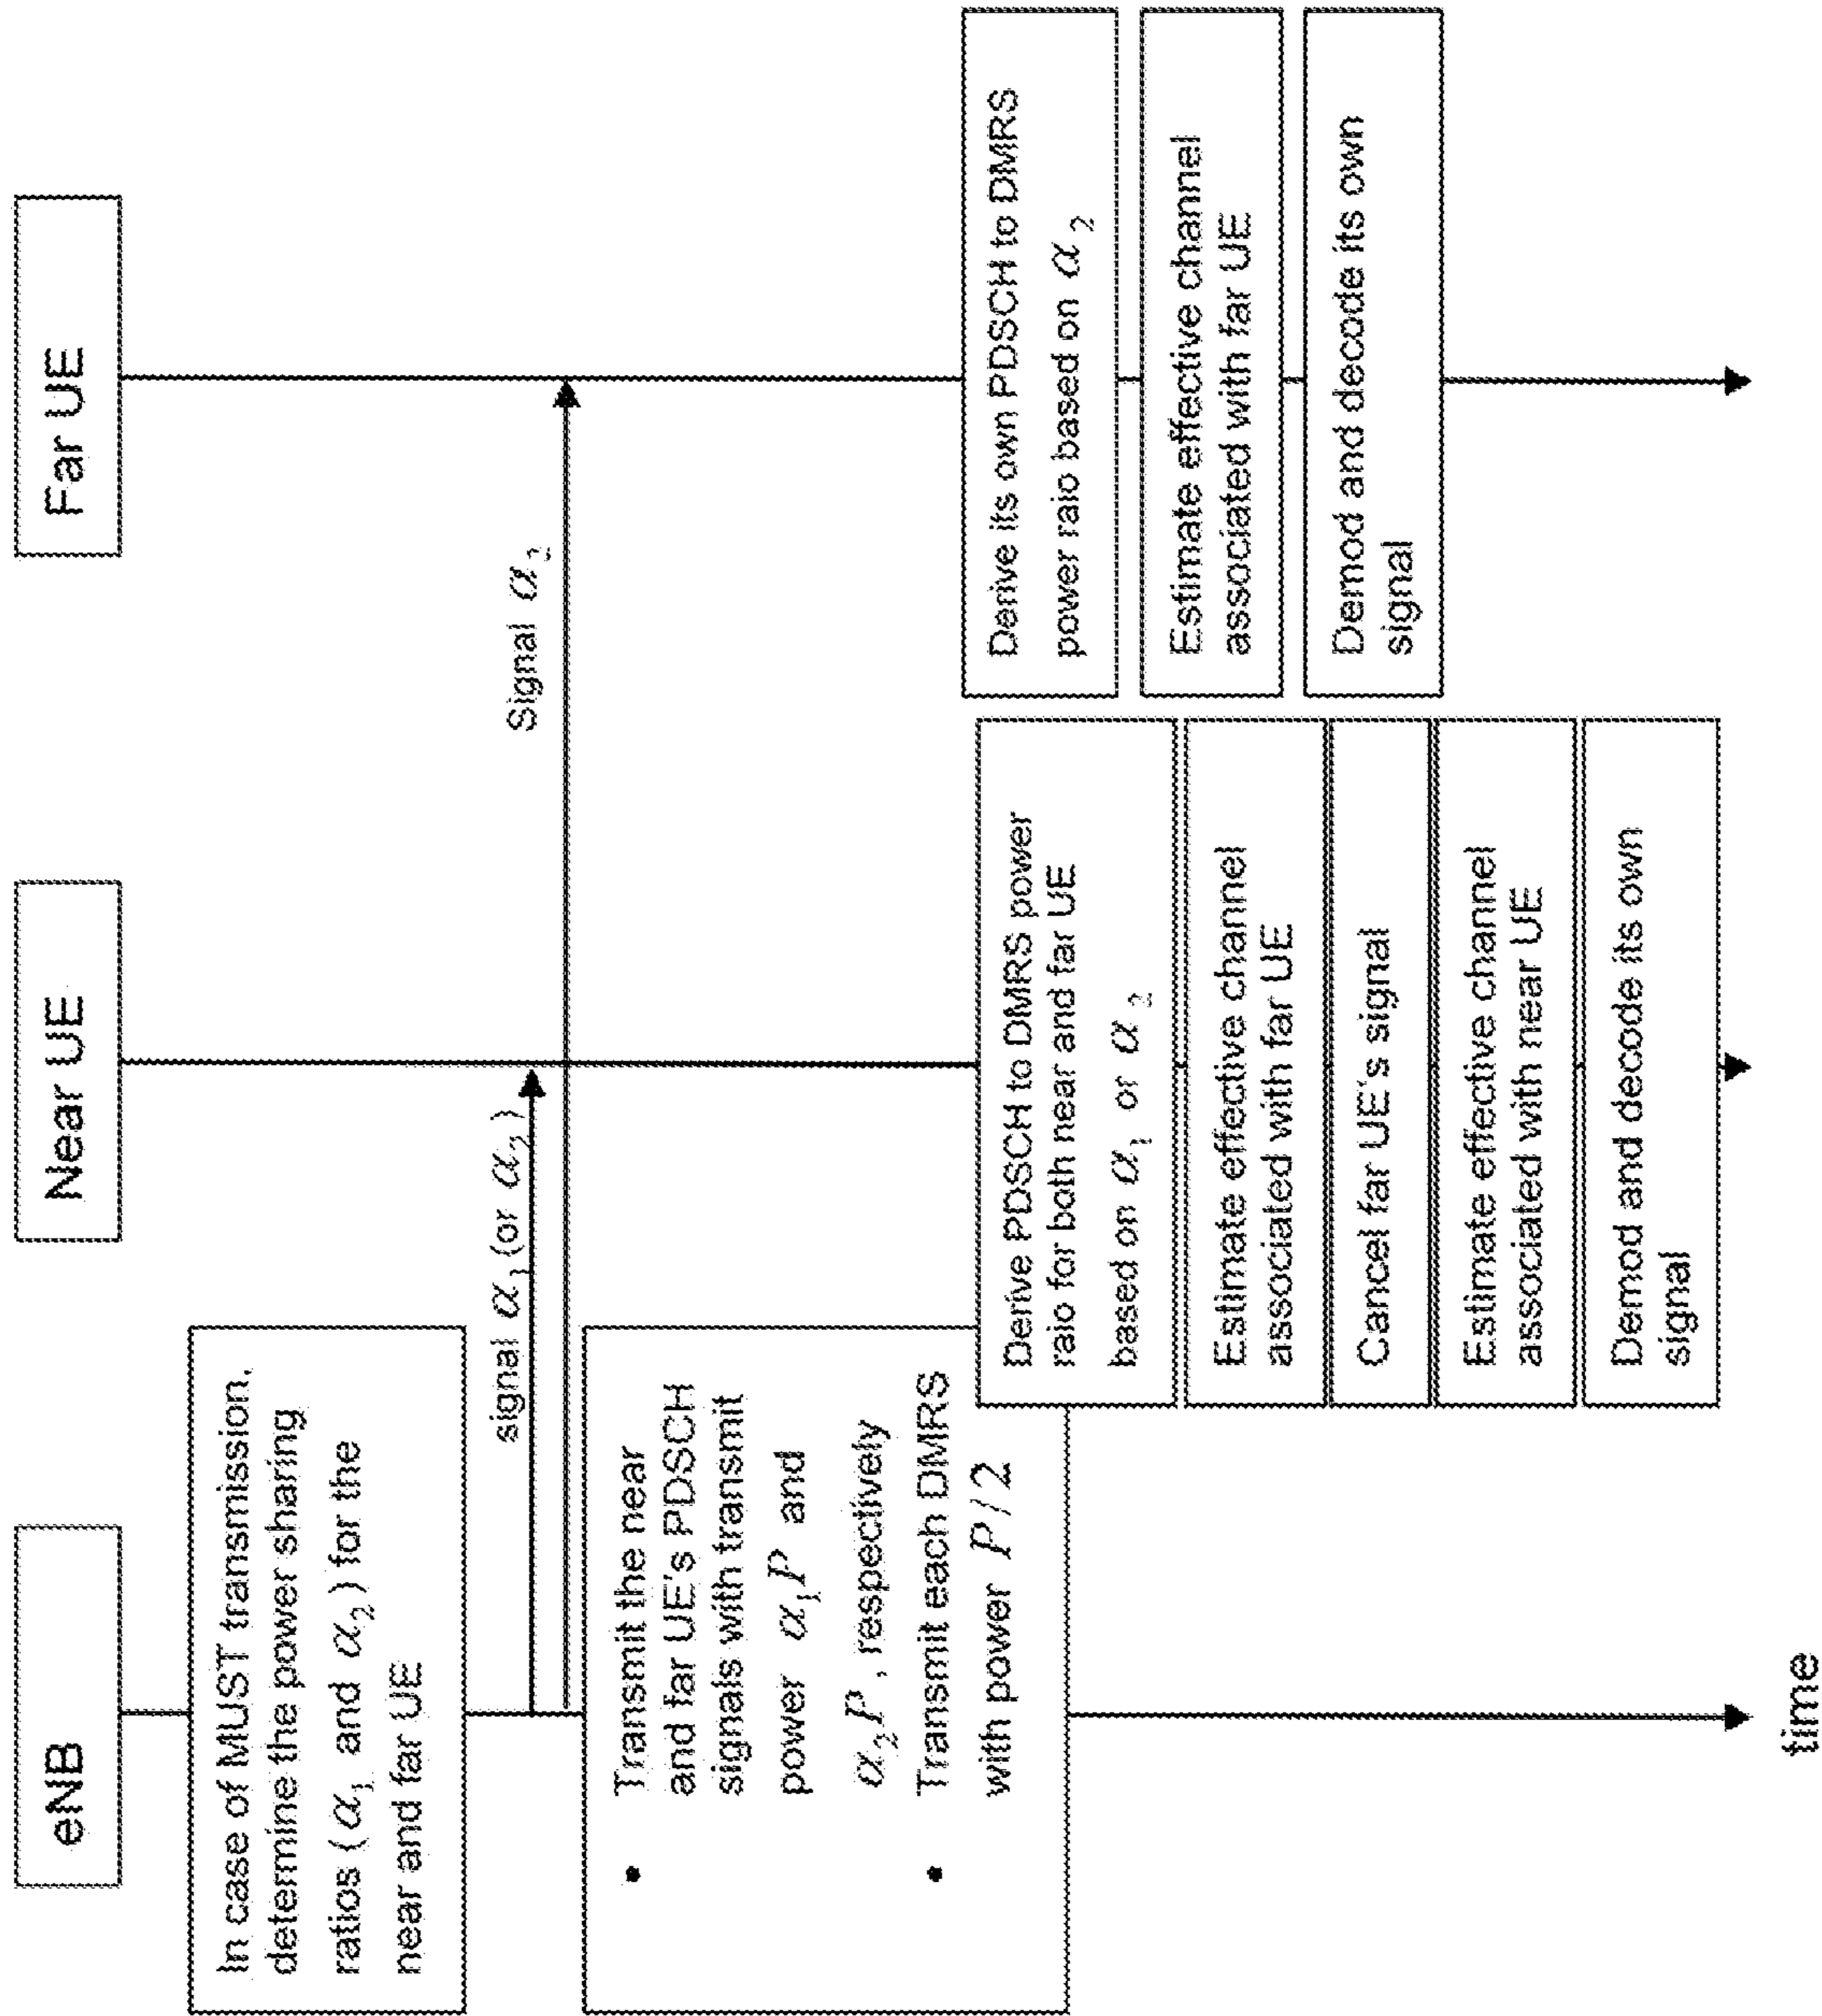 eNB
Near UE
Far UE
In case of MUST transmission,
determine the power sharing
ratios (α₁ and α₂) for the
near and far UE
signal α₁ (or α₂)
Signal α₂
• Transmit the near
and far UE's PDSCH
signals with transmit
power α₁P and
α₂P, respectively
• Transmit each DMRS
with power P/2
Derive PDSCH to DMRS power
raio for both near and far UE
based on α₁ or α₂
Estimate effective channel
associated with far UE
Cancel far UE's signal
Estimate effective channel
associated with near UE
Demod and decode its own
signal
Derive its own PDSCH to DMRS
power raio based on α₂
Estimate effective channel
associated with far UE
Demod and decode its own
signal
time